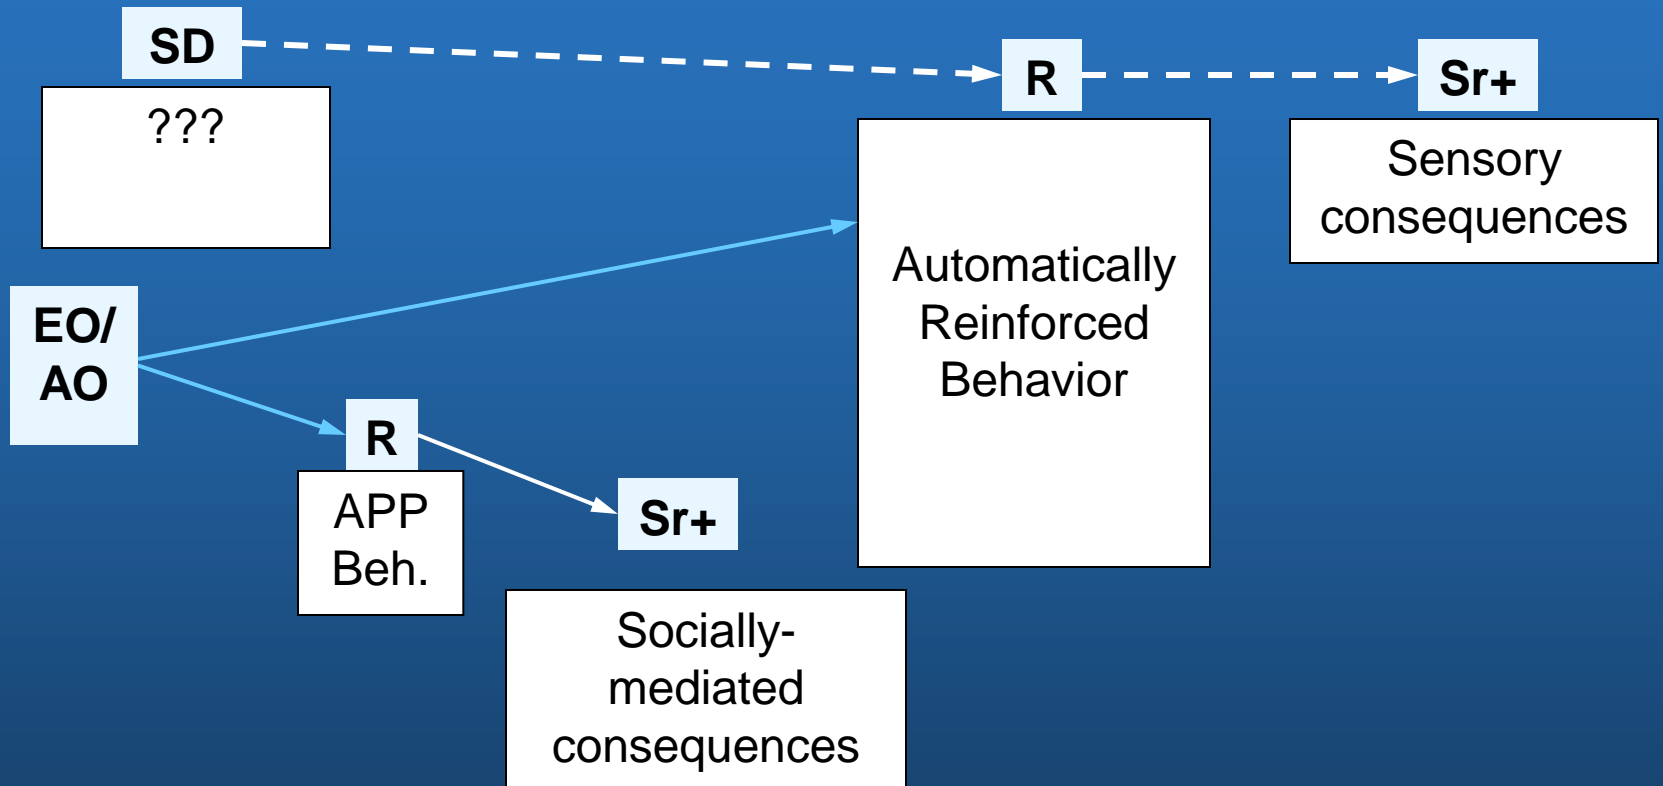 SD
???
R
Automatically
Reinforced
Behavior
Sr+
Sensory
consequences
EO/
AO
R
APP
Beh.
Sr+
Socially-
mediated
consequences